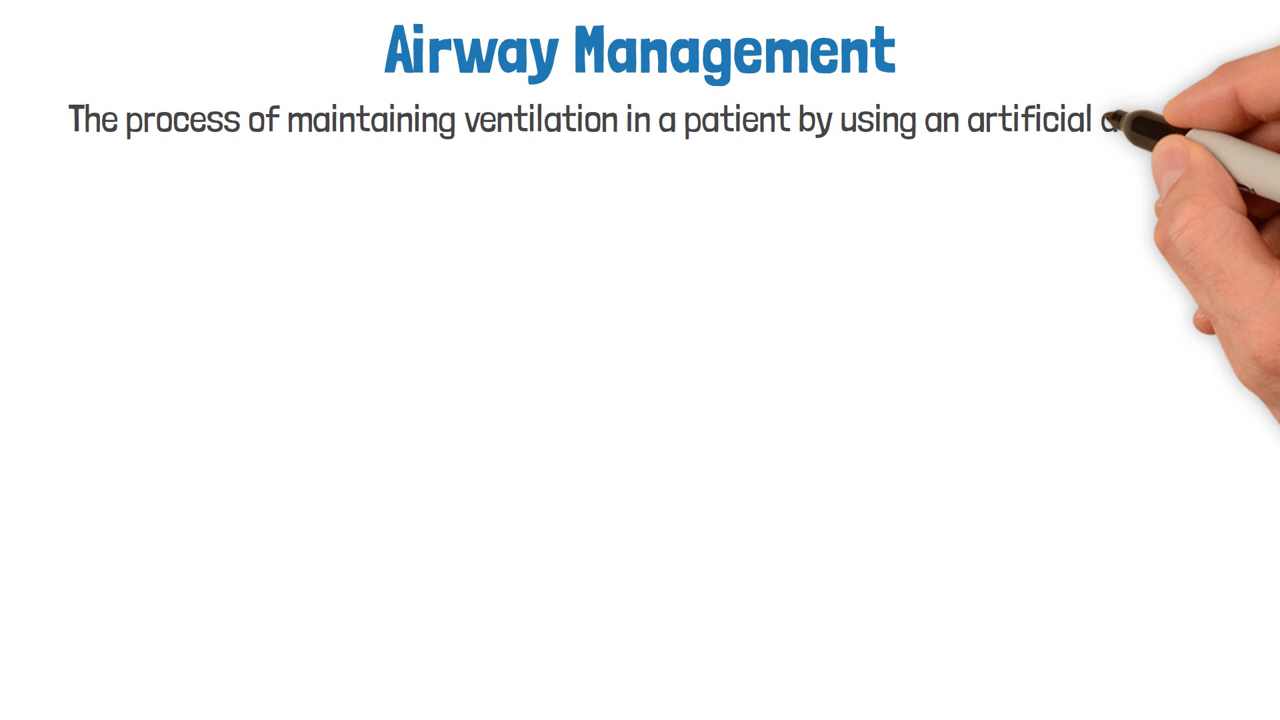 Airway Management
The process of maintaining ventilation in a patient by using an artificial